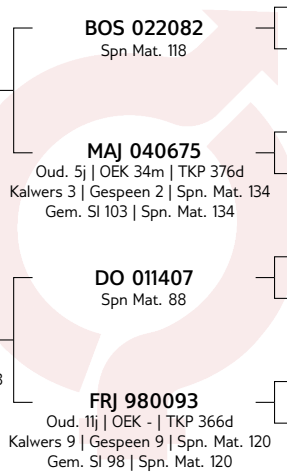 BOS 022082
Spn Mat. 118
MAJ 040675
Oud. 5j | OEK 34m | TKP 376d
Kalwers 3 | Gespeen 2 | Spn. Mat. 134
Gem. SI 103 | Spn. Mat. 134
DO 011407
Spn Mat. 88
FRJ 980093
Oud. 11j | OEK - | TKP 366d
Kalwers 9 | Gespeen 9 | Spn. Mat. 120
Gem. SI 98 | Spn. Mat. 120